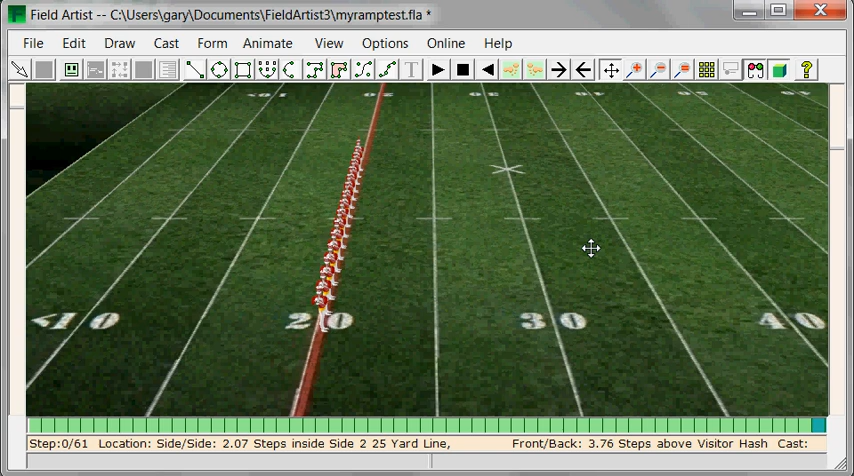 Field Artist -- C:\Users\gary\Documents\FieldArtist3\myramptest.fla *
File Edit Draw Cast Form Animate View Options Online Help
T ?
<10 20 30 40
Step:0/61 Location: Side/Side: 2.07 Steps inside Side 2 25 Yard Line, Front/Back: 3.76 Steps above Visitor Hash Cast: